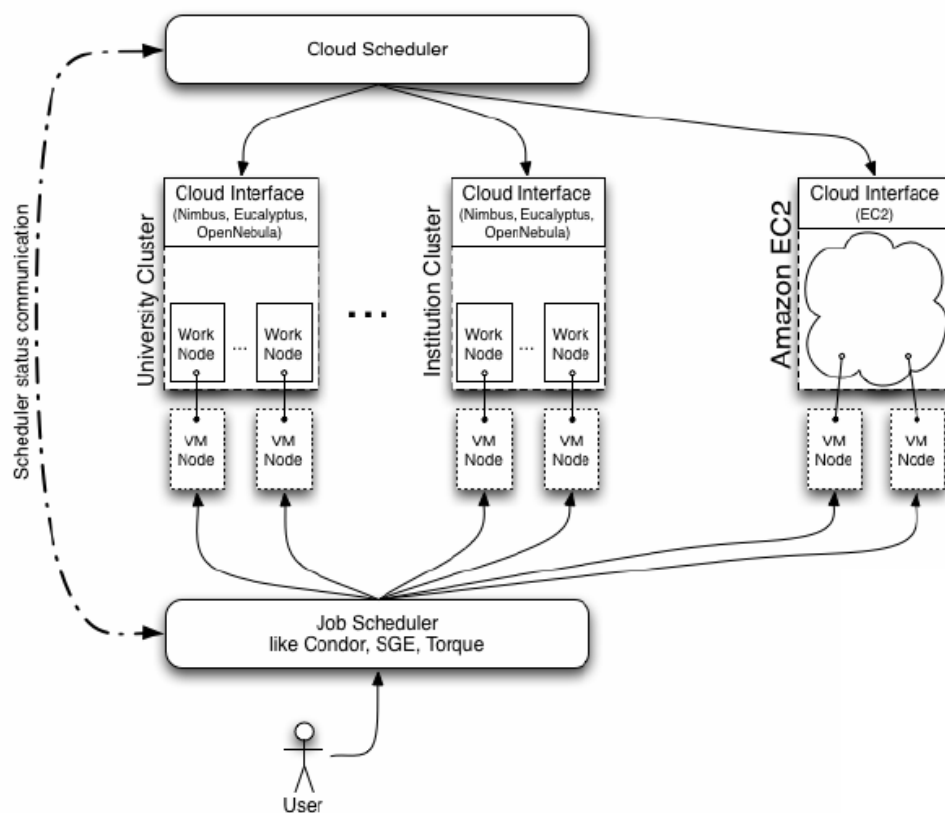 Cloud Scheduler
Scheduler status communication
University Cluster
Cloud Interface
(Nimbus, Eucalyptus,
OpenNebula)
Work
Node
...
Work
Node
VM
Node
VM
Node
...
Institution Cluster
Cloud Interface
(Nimbus, Eucalyptus,
OpenNebula)
Work
Node
...
Work
Node
VM
Node
VM
Node
Amazon EC2
Cloud Interface
(EC2)
VM
Node
VM
Node
Job Scheduler
like Condor, SGE, Torque
User